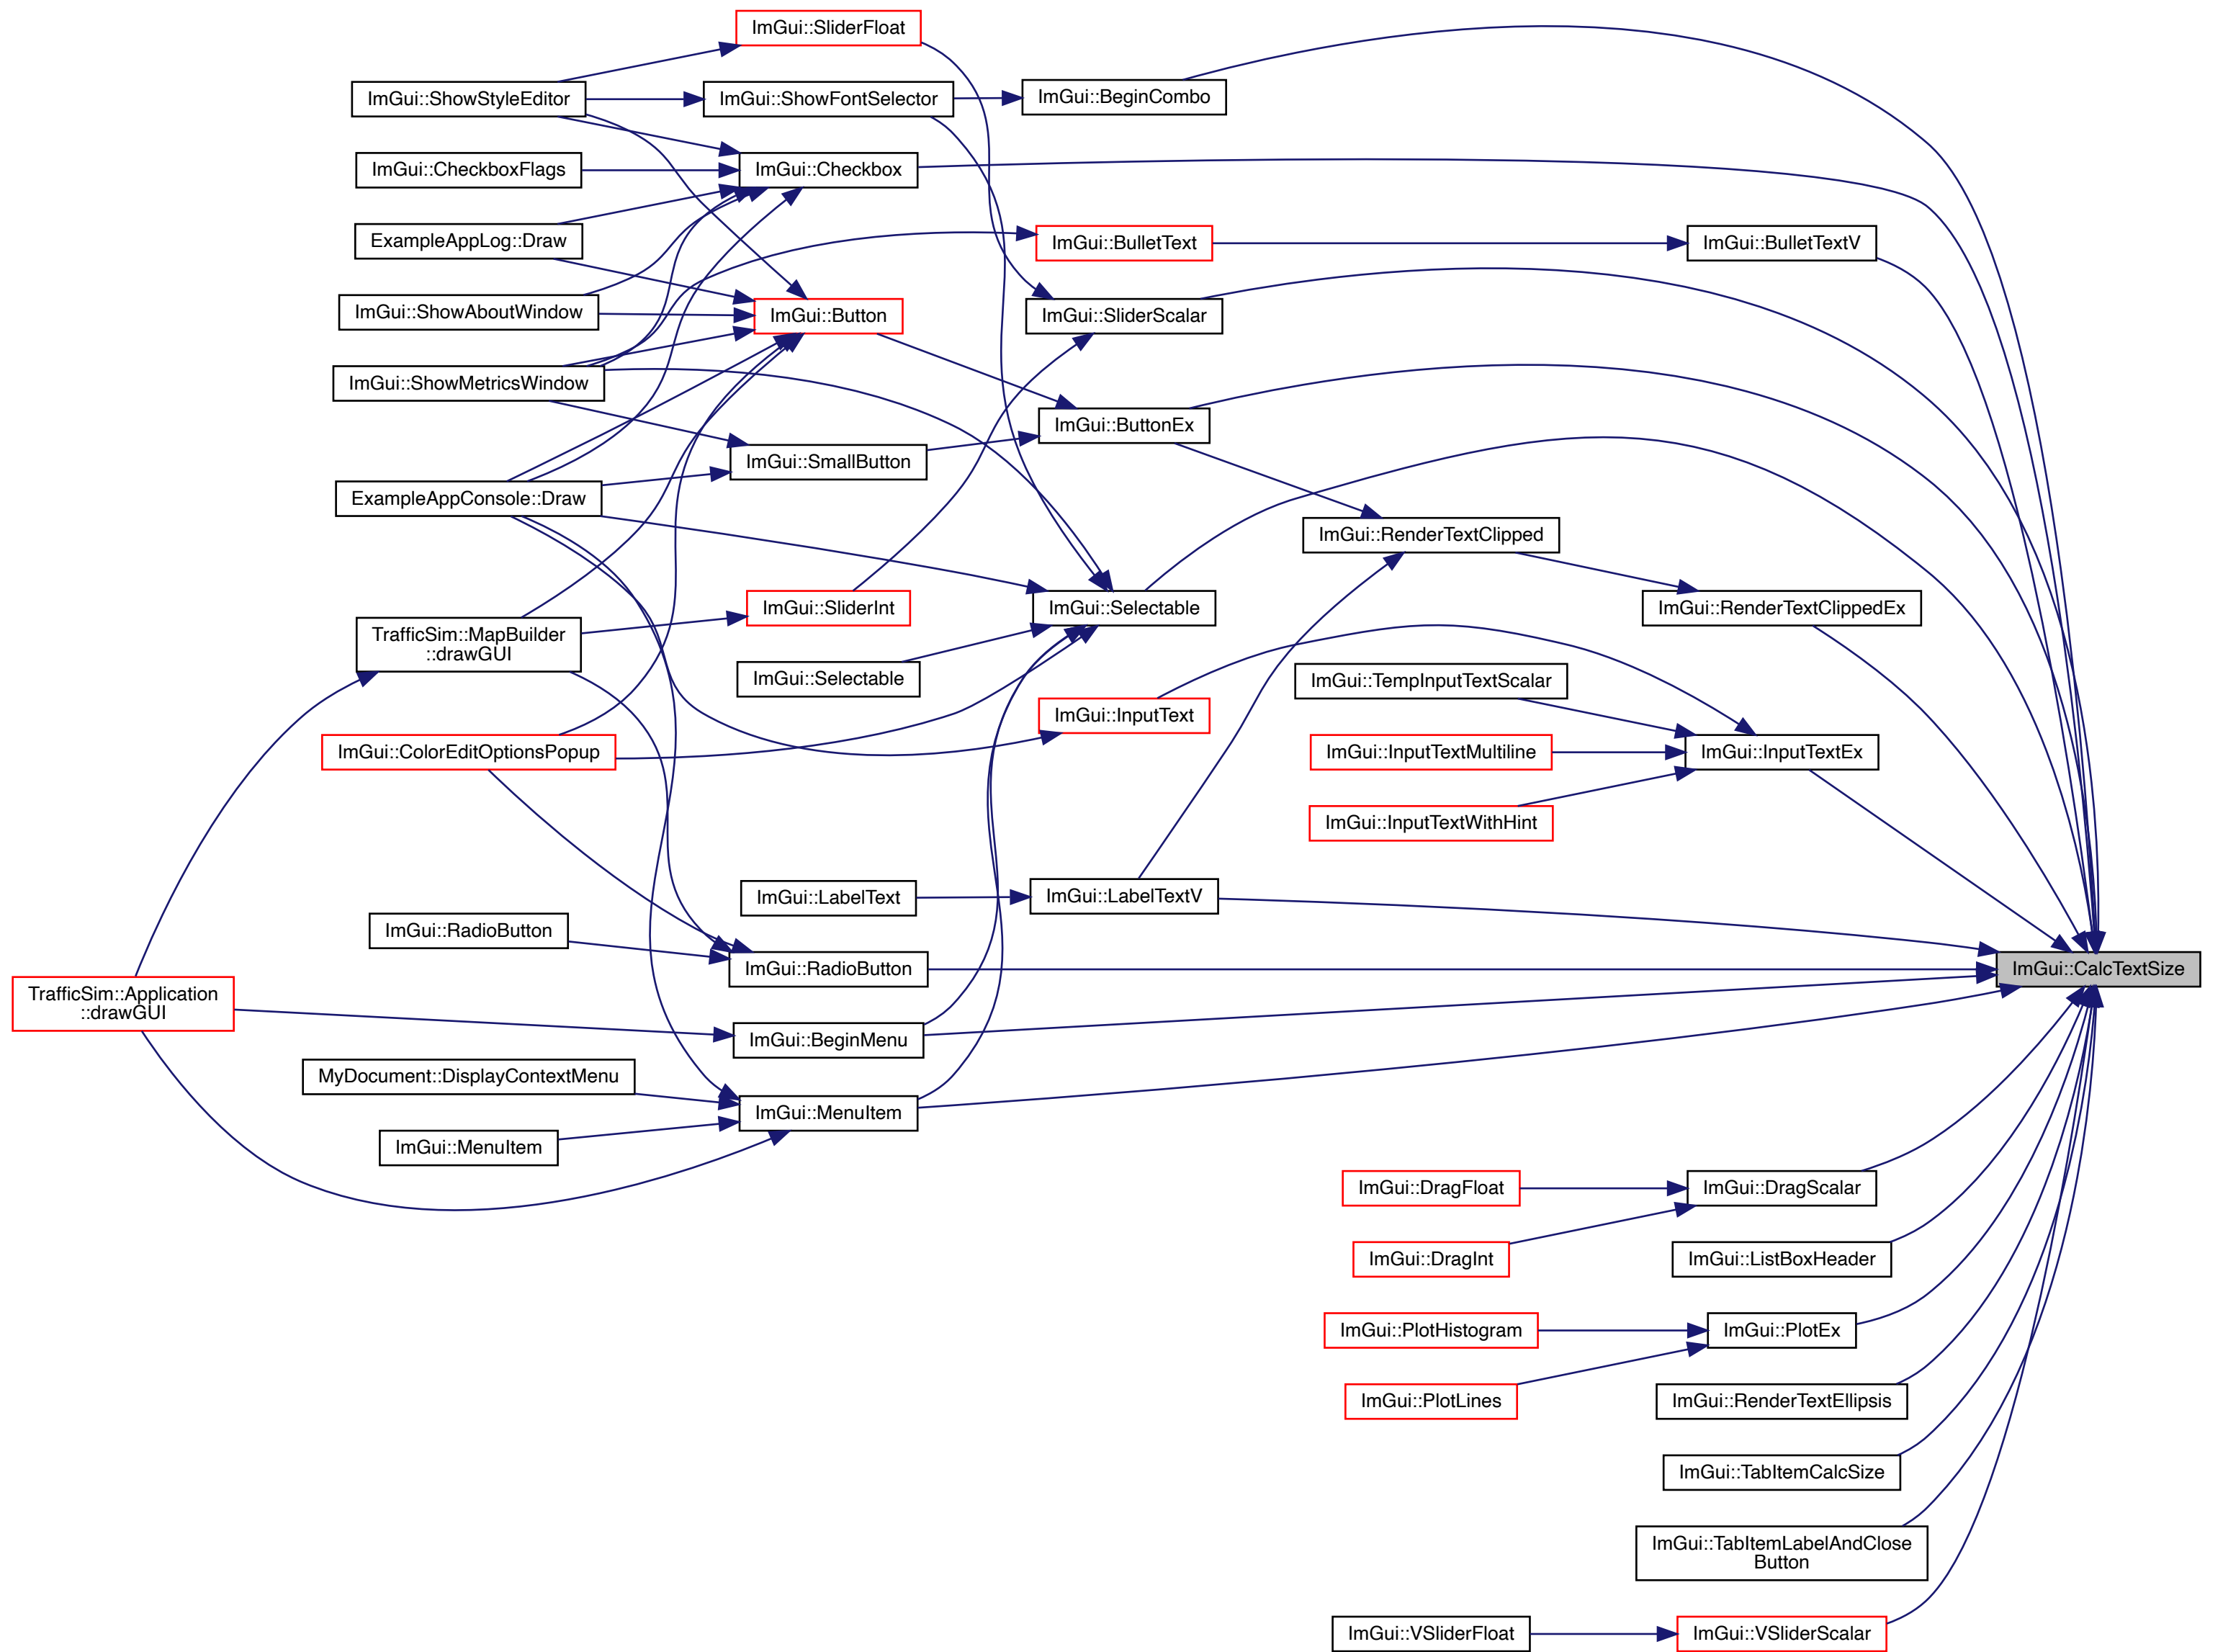 ImGui::SliderFloat
ImGui::ShowStyleEditor
ImGui::ShowFontSelector
ImGui::BeginCombo
ImGui::CheckboxFlags
ImGui::Checkbox
ExampleAppLog::Draw
ImGui::BulletText
ImGui::BulletTextV
ImGui::ShowAboutWindow
ImGui::Button
ImGui::SliderScalar
ImGui::ShowMetricsWindow
ImGui::ButtonEx
ImGui::SmallButton
ExampleAppConsole::Draw
ImGui::RenderTextClipped
TrafficSim::MapBuilder
::drawGUI
ImGui::SliderInt
ImGui::Selectable
ImGui::RenderTextClippedEx
ImGui::Selectable
ImGui::TempInputTextScalar
ImGui::InputText
ImGui::ColorEditOptionsPopup
ImGui::InputTextMultiline
ImGui::InputTextEx
ImGui::InputTextWithHint
ImGui::LabelText
ImGui::LabelTextV
ImGui::RadioButton
ImGui::RadioButton
ImGui::CalcTextSize
TrafficSim::Application
::drawGUI
ImGui::BeginMenu
MyDocument::DisplayContextMenu
ImGui::MenuItem
ImGui::MenuItem
ImGui::DragFloat
ImGui::DragScalar
ImGui::DragInt
ImGui::ListBoxHeader
ImGui::PlotHistogram
ImGui::PlotEx
ImGui::PlotLines
ImGui::RenderTextEllipsis
ImGui::TabItemCalcSize
ImGui::TabItemLabelAndClose
Button
ImGui::VSliderFloat
ImGui::VSliderScalar